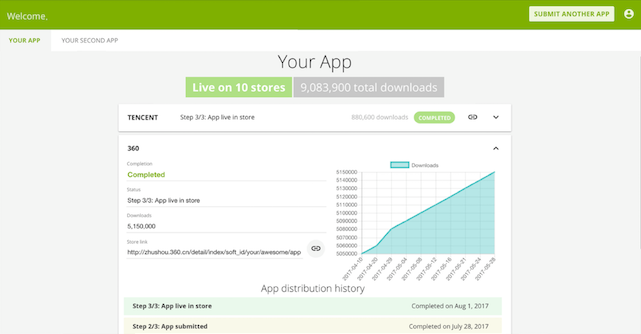 Welcome.
SUBMIT ANOTHER APP
YOUR APP
YOUR SECOND APP
Your App
Live on 10 stores
9,083,900 total downloads
TENCENT
Step 3/3: App live in store
880,600 downloads
COMPLETED
360
Completion
Completed
Status
Step 3/3: App live in store
Downloads
5,150,000
Store link
http://zhushou.360.cn/detail/index/soft_id/your/awesome/app
Downloads
5150000
5140000
5130000
5120000
5110000
5100000
5090000
5080000
5070000
5060000
5050000
2017-04-10
2017-04-20
2017-04-29
2017-05-04
2017-05-08
2017-05-12
2017-05-16
2017-05-21
2017-05-24
2017-05-28
App distribution history
Step 3/3: App live in store
Completed on Aug 1, 2017
Step 2/3: App submitted
Completed on July 28, 2017